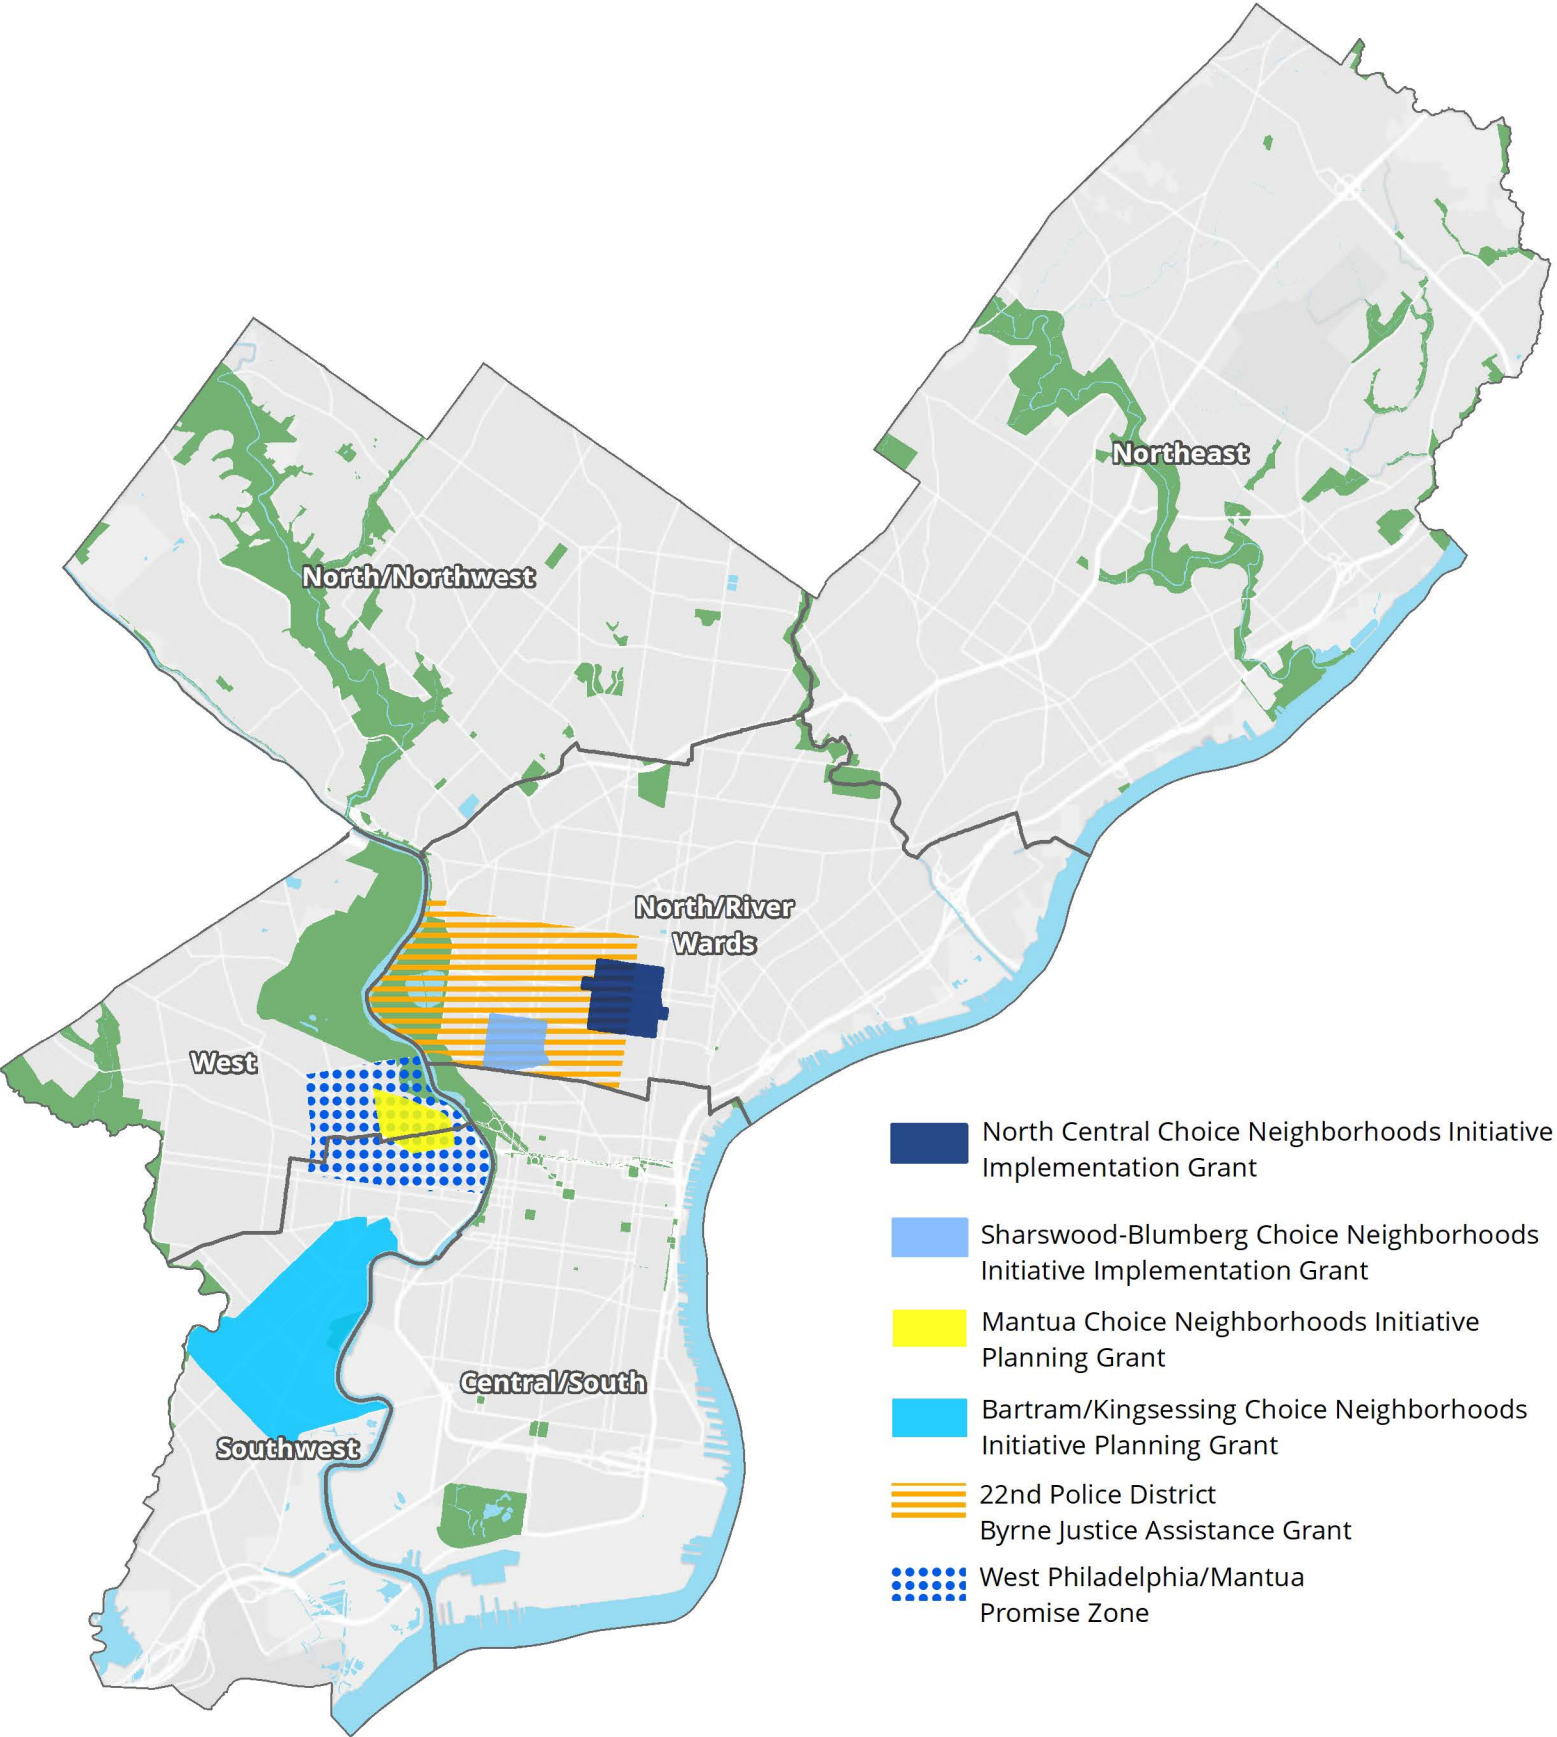 Northeast
North/Northwest
North/River
Wards
West
Central/South
Southwest
North Central Choice Neighborhoods Initiative
Implementation Grant
Sharswood-Blumberg Choice Neighborhoods
Initiative Implementation Grant
Mantua Choice Neighborhoods Initiative
Planning Grant
Bartram/Kingsessing Choice Neighborhoods
Initiative Planning Grant
22nd Police District
Byrne Justice Assistance Grant
West Philadelphia/Mantua
Promise Zone